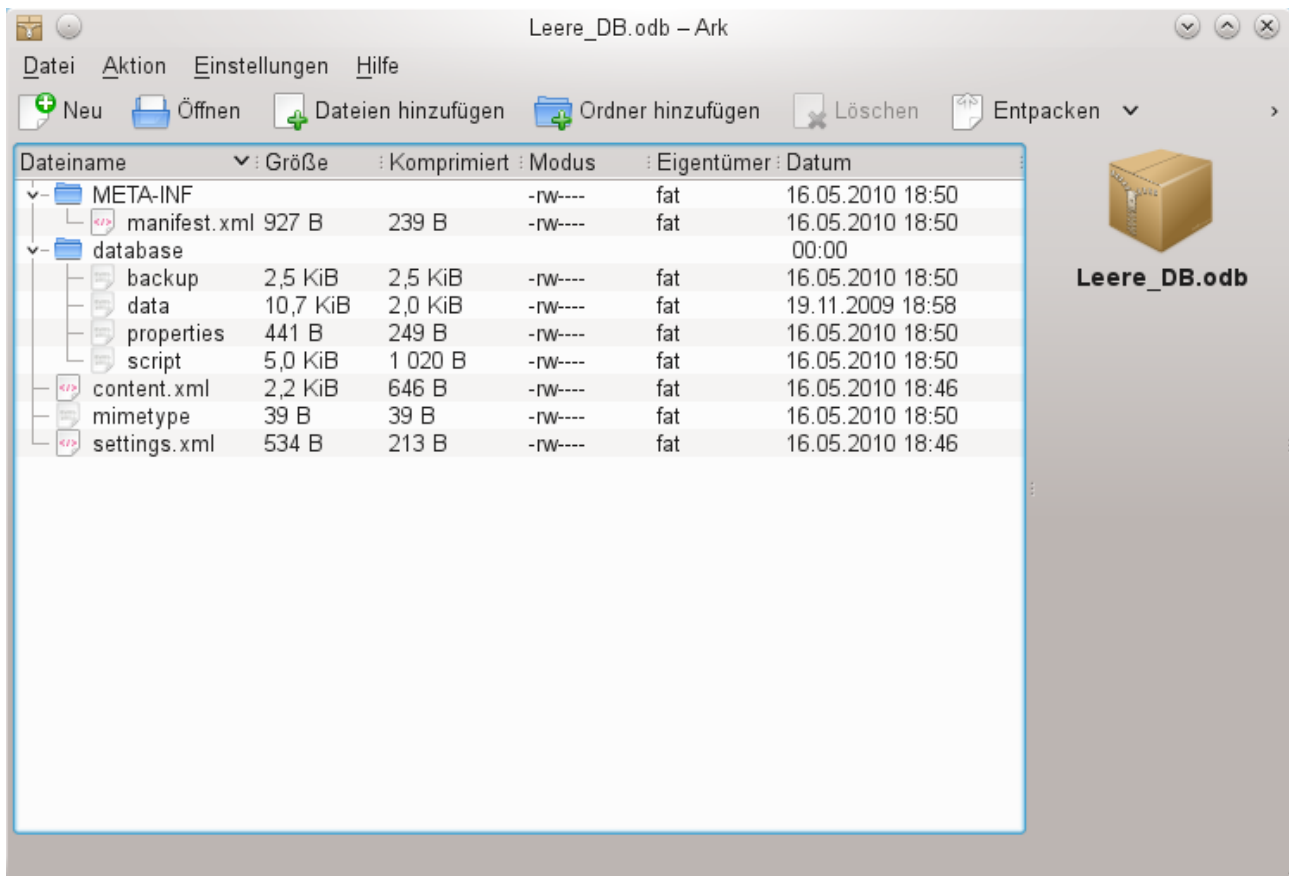 Leere_DB.odb – Ark
Datei Aktion Einstellungen Hilfe
Neu Öffnen Dateien hinzufügen Ordner hinzufügen Löschen Entpacken
Dateiname Größe Komprimiert Modus Eigentümer Datum
META-INF -rw---- fat 16.05.2010 18:50
manifest.xml 927 B 239 B -rw---- fat 16.05.2010 18:50
database 00:00
backup 2,5 KiB 2,5 KiB -rw---- fat 16.05.2010 18:50
data 10,7 KiB 2,0 KiB -rw---- fat 19.11.2009 18:58
properties 441 B 249 B -rw---- fat 16.05.2010 18:50
script 5,0 KiB 1 020 B -rw---- fat 16.05.2010 18:50
content.xml 2,2 KiB 646 B -rw---- fat 16.05.2010 18:46
mimetype 39 B 39 B -rw---- fat 16.05.2010 18:50
settings.xml 534 B 213 B -rw---- fat 16.05.2010 18:46
Leere_DB.odb